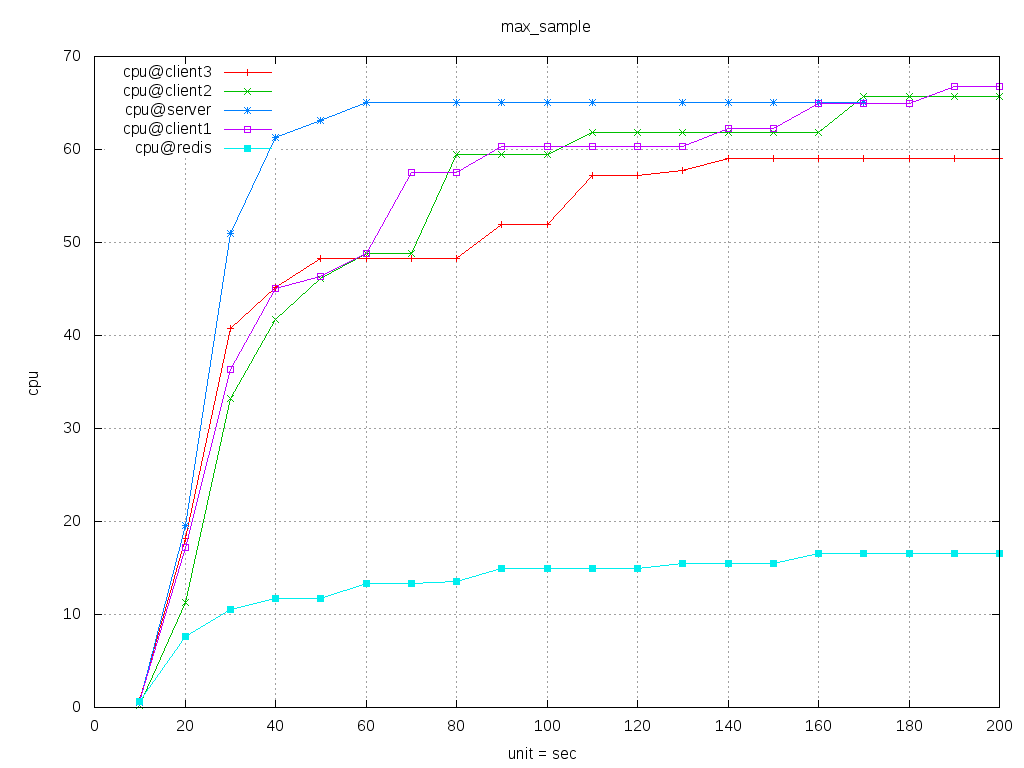 max_sample
70
60
50
40
30
20
10
0
cpu@client3
cpu@client2
cpu@server
cpu@client1
cpu@redis
cpu
0 20 40 60 80 100 120 140 160 180 200
unit = sec